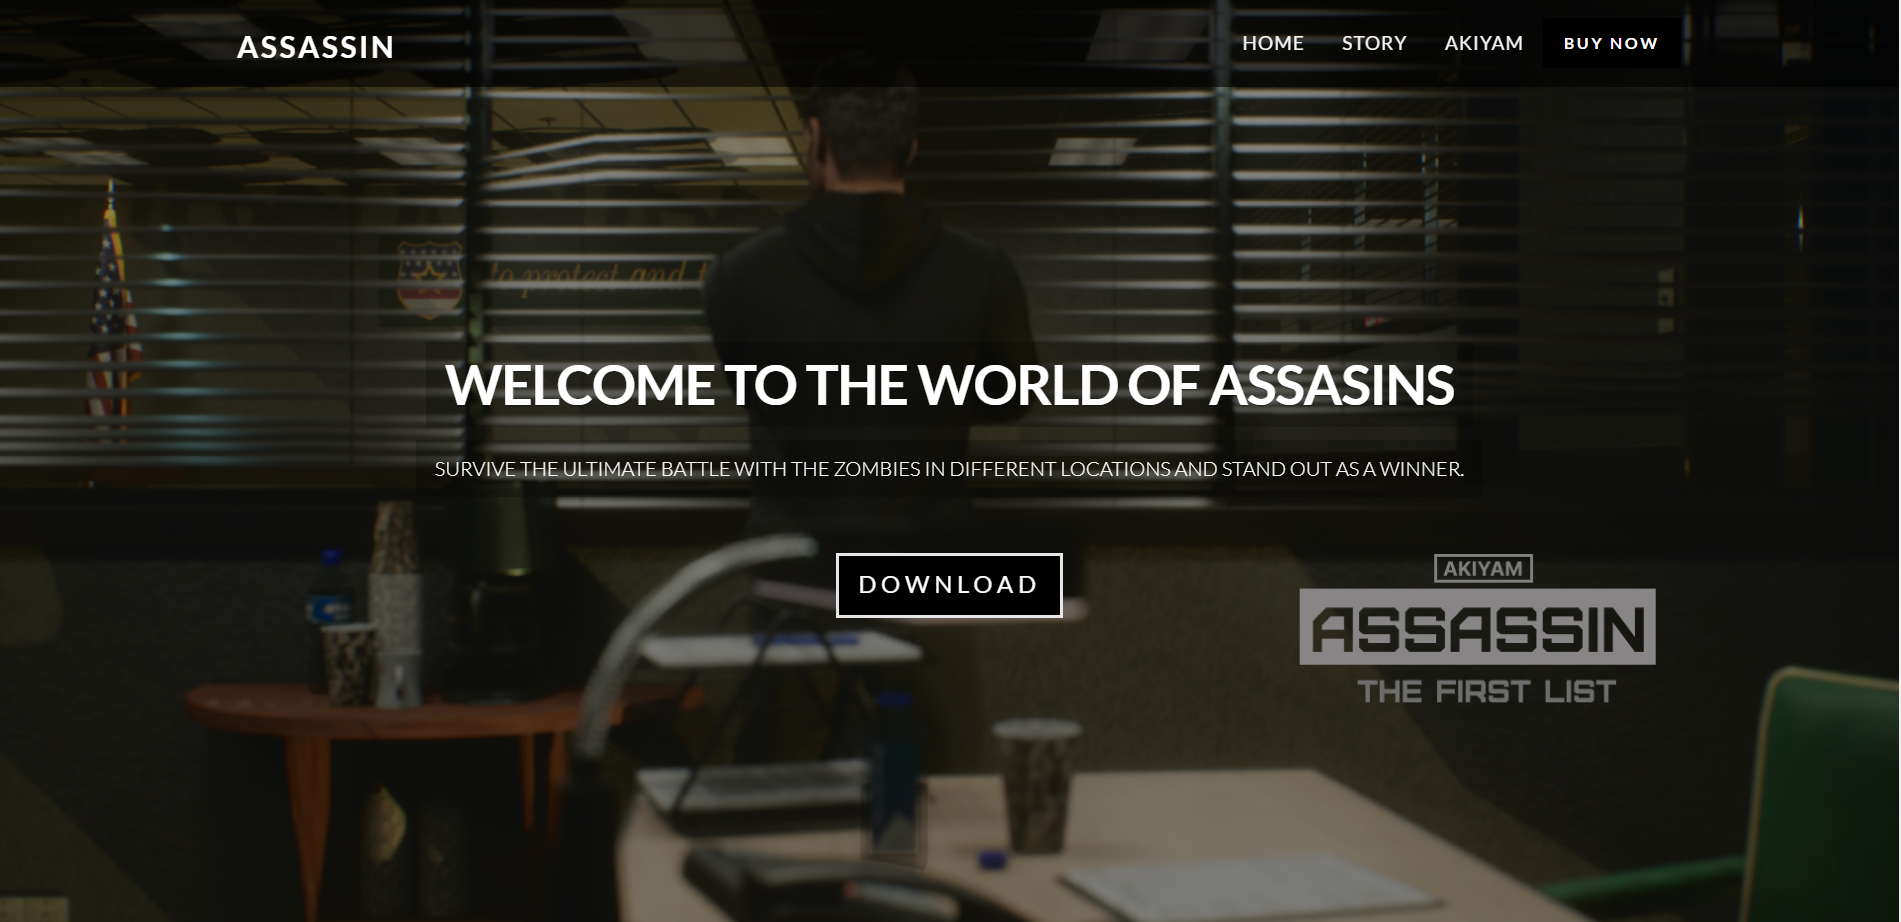 ASSASSIN
HOME STORY AKIYAM BUY NOW
to protect and t
WELCOME TO THE WORLD OF ASSASINS
SURVIVE THE ULTIMATE BATTLE WITH THE ZOMBIES IN DIFFERENT LOCATIONS AND STAND OUT AS A WINNER.
DOWNLOAD
AKIYAM
ASSASSIN
THE FIRST LIST